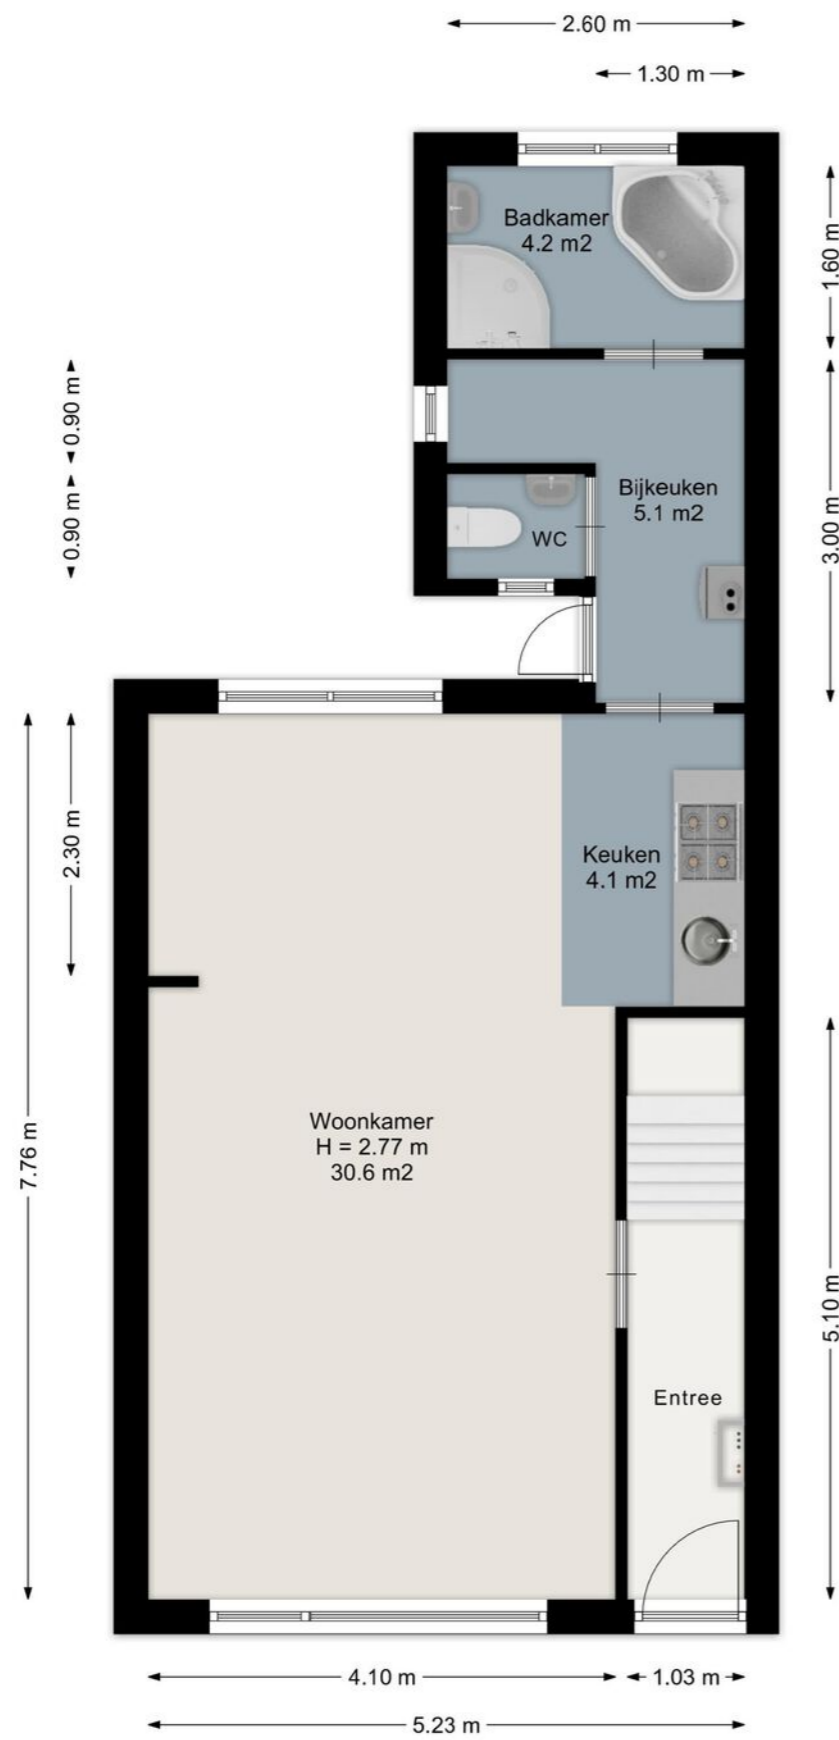 2.60 m
1.30 m
Badkamer
4.2 m2
1.60 m
0.90 m
0.90 m
Bijkeuken
5.1 m2
3.00 m
WC
2.30 m
Keuken
4.1 m2
7.76 m
Woonkamer
H = 2.77 m
30.6 m2
5.10 m
Entree
4.10 m
1.03 m
5.23 m